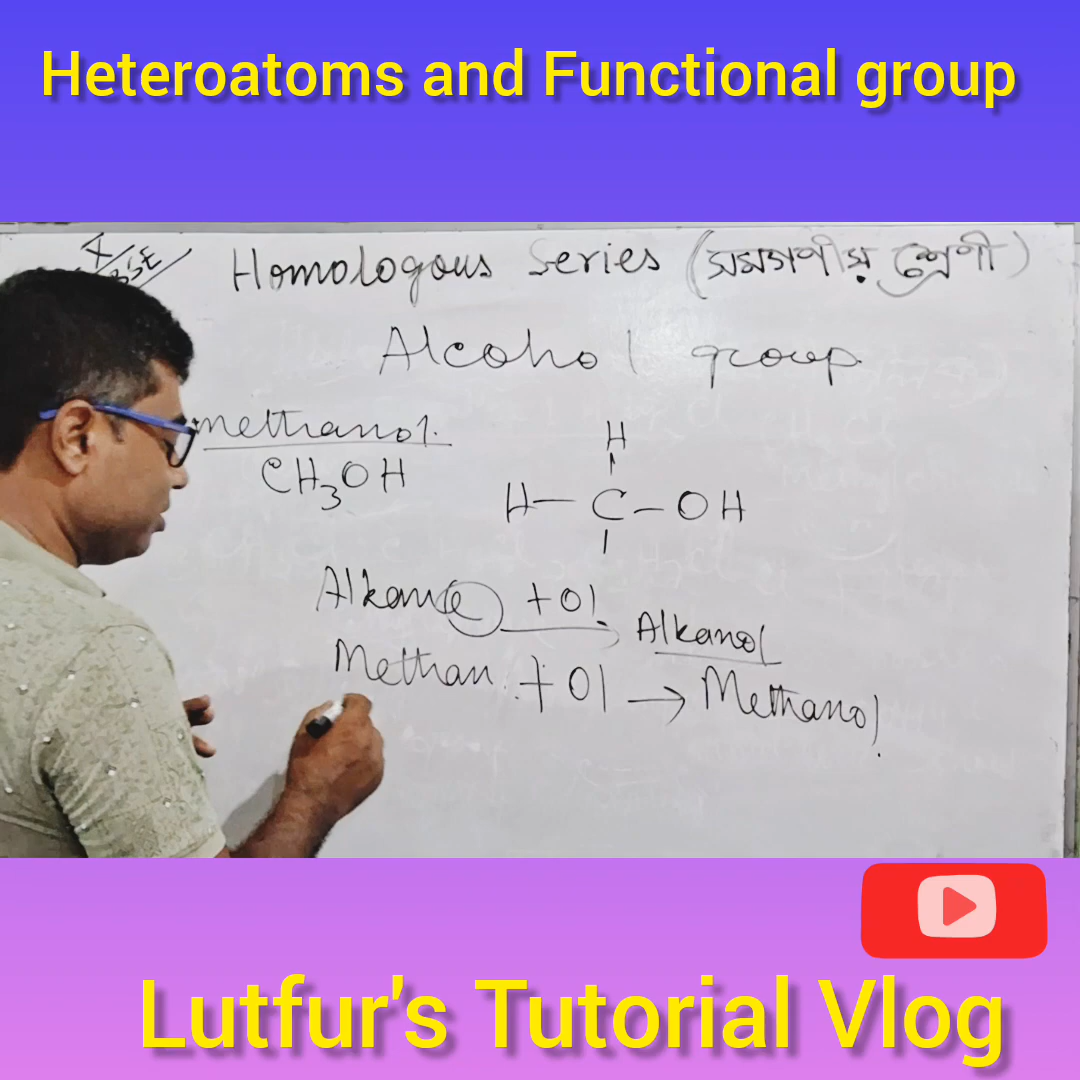 Heteroatoms and Functional group
X
Homologous Series (সমগণীয় শ্রেণী)
Alcohol group
Methanol.
CH3OH
H
H – C – OH
Alkane + ol
Alkanol
Methan + ol → Methanol
Lutfur's Tutorial Vlog